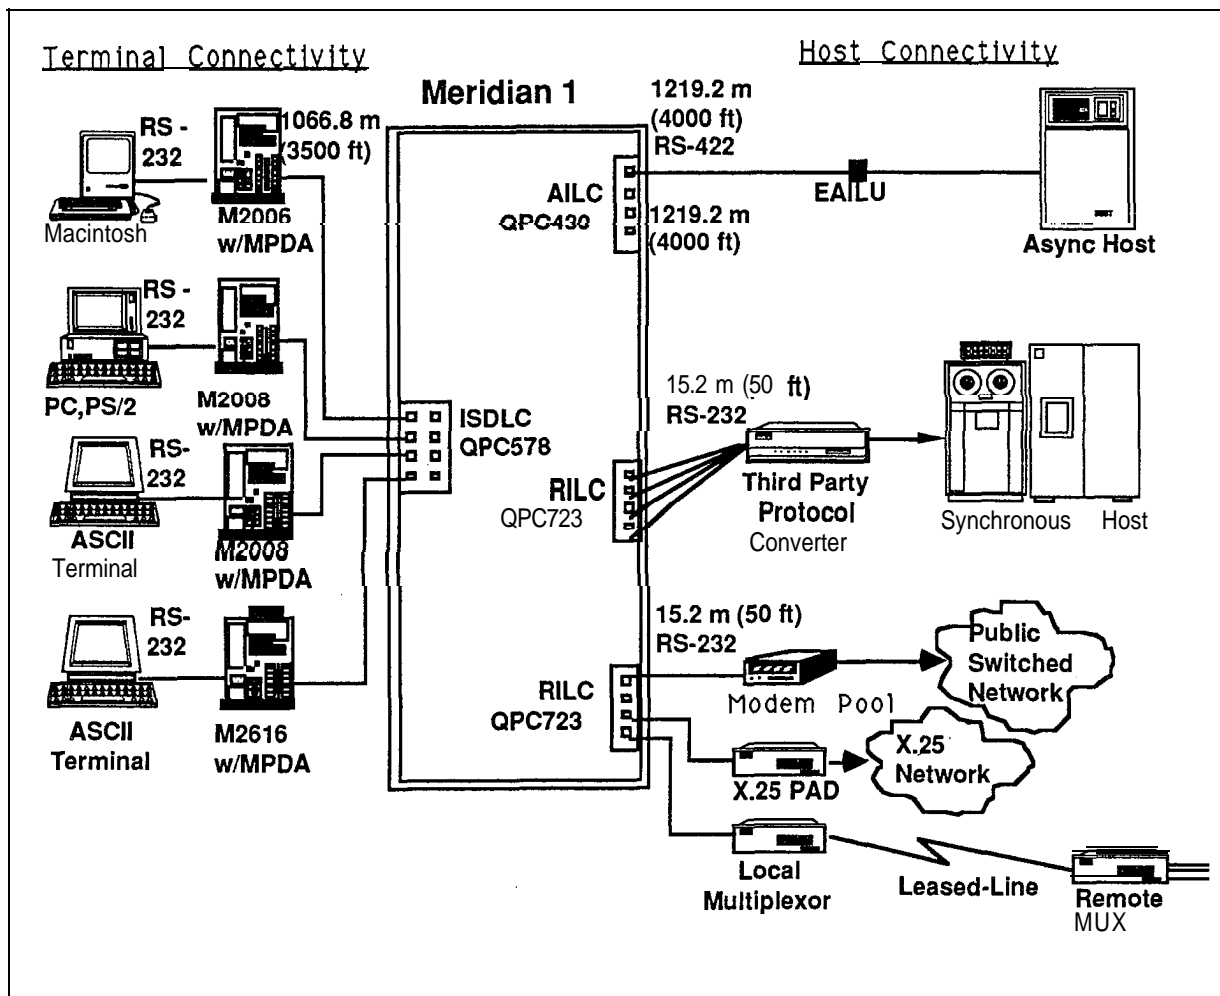 Terminal Connectivity
Host Connectivity
Meridian 1
RS -
232
1066.8 m
(3500 ft)
Macintosh
M2006
w/MPDA
RS -
232
PC,PS/2
M2008
w/MPDA
RS-
232
ASCII
Terminal
M2008
w/MPDA
RS-
232
ASCII
Terminal
M2616
w/MPDA
ISDLC
QPC578
1219.2 m
(4000 ft)
RS-422
AILC
QPC430
1219.2 m
(4000 ft)
EAILU
HOST
Async Host
15.2 m (50 ft)
RS-232
RILC
QPC723
Third Party
Protocol
Converter
Synchronous Host
15.2 m (50 ft)
RS-232
RILC
QPC723
Modem Pool
Public
Switched
Network
X.25 PAD
X.25
Network
Local
Multiplexor
Leased-Line
Remote
MUX